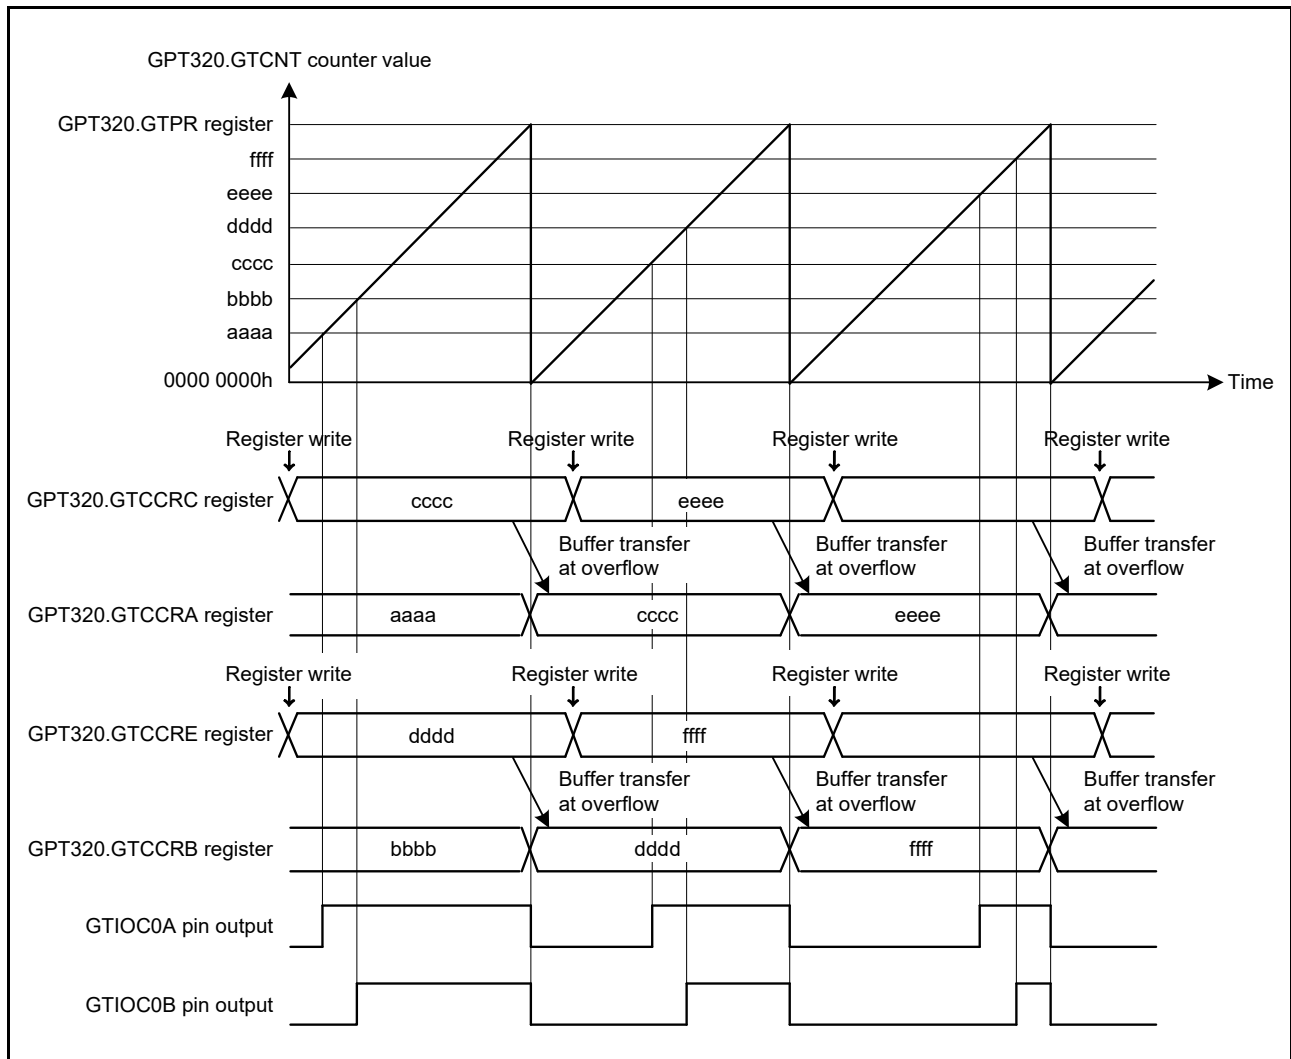 GPT320.GTCNT counter value
GPT320.GTPR register
ffff
eeee
dddd
cccc
bbbb
aaaa
0000 0000h
Time
Register write Register write Register write Register write
GPT320.GTCCRC register cccc eeee
Buffer transfer at overflow
Buffer transfer at overflow
Buffer transfer at overflow
GPT320.GTCCRA register aaaa cccc eeee
Register write Register write Register write Register write
GPT320.GTCCRE register dddd ffff
Buffer transfer at overflow
Buffer transfer at overflow
Buffer transfer at overflow
GPT320.GTCCRB register bbbb dddd ffff
GTIOC0A pin output
GTIOC0B pin output